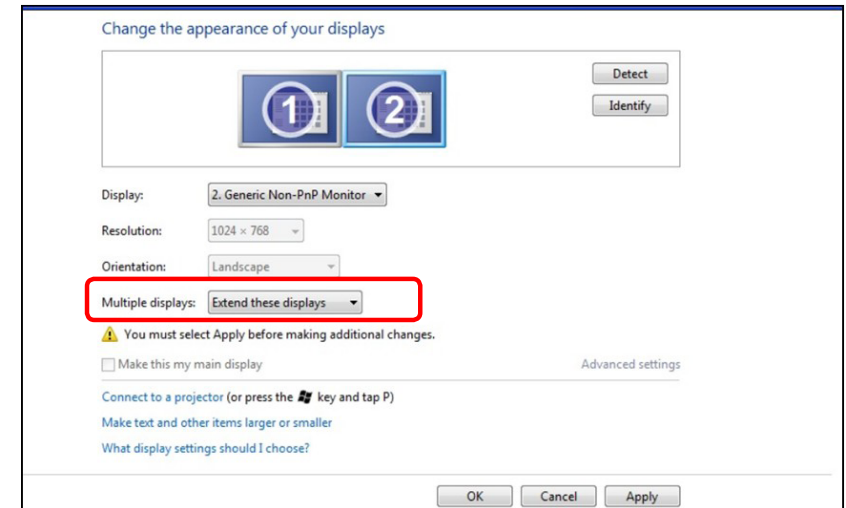 Change the appearance of your displays
1 2
Detect
Identify
Display: 2. Generic Non-PnP Monitor
Resolution: 1024 × 768
Orientation: Landscape
Multiple displays: Extend these displays
You must select Apply before making additional changes.
Make this my main display Advanced settings
Connect to a projector (or press the key and tap P)
Make text and other items larger or smaller
What display settings should I choose?
OK Cancel Apply